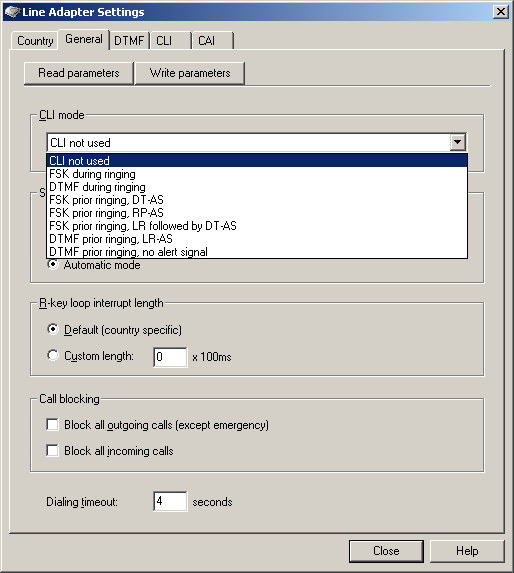 Line Adapter Settings
Country General DTMF CLI CAI
Read parameters Write parameters
CLI mode
CLI not used
CLI not used
FSK during ringing
DTMF during ringing
FSK prior ringing, DT-AS
FSK prior ringing, RP-AS
FSK prior ringing, LR followed by DT-AS
DTMF prior ringing, LR-AS
DTMF prior ringing, no alert signal
Automatic mode
R-key loop interrupt length
Default (country specific)
Custom length: 0 x 100ms
Call blocking
Block all outgoing calls (except emergency)
Block all incoming calls
Dialing timeout: 4 seconds
Close Help